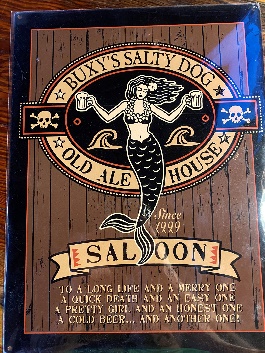 RUXY'S SALTY DOG
OLD ALE HOUSE
Since
1999
SALOON
TO A LONG LIFE AND A MERRY ONE
A QUICK DEATH AND AN EASY ONE
A PRETTY GIRL AND AN HONEST ONE
A COLD BEER... AND ANOTHER ONE!